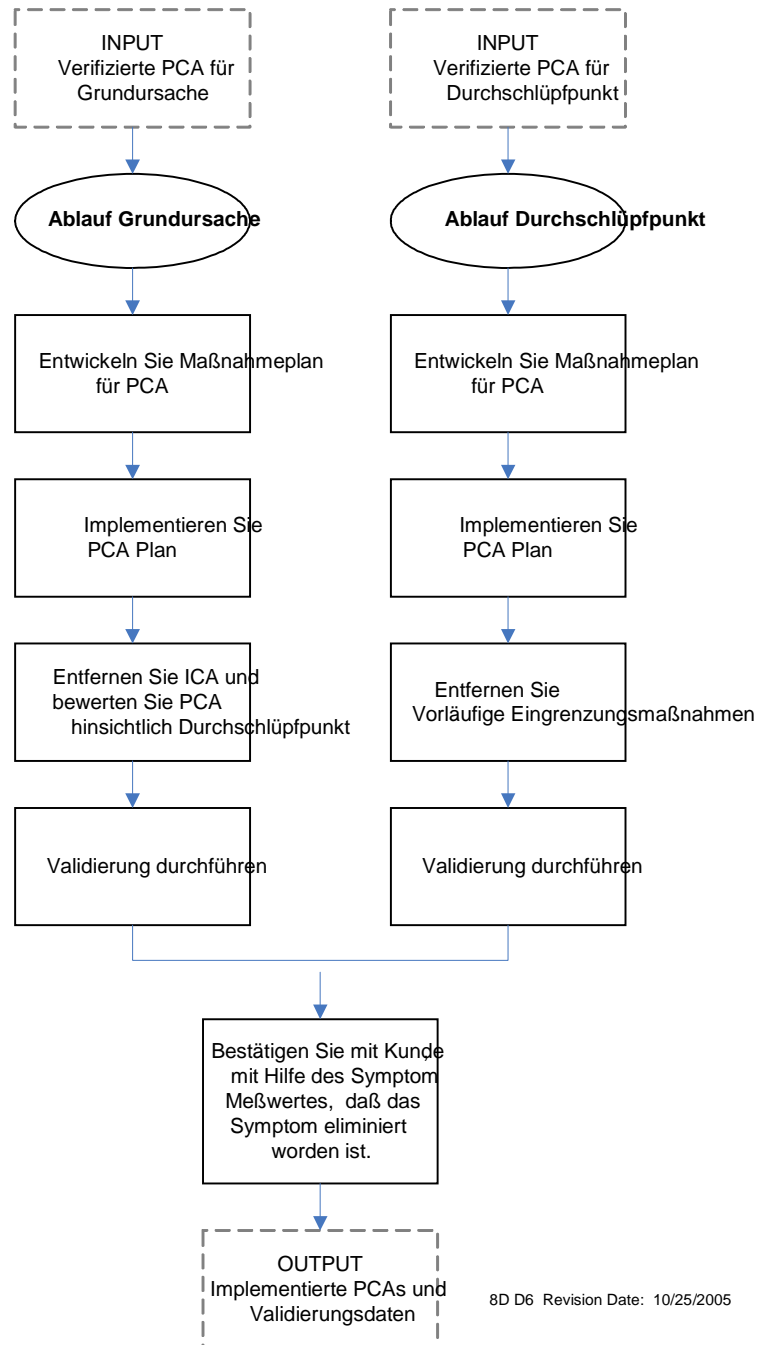 INPUT
Verifizierte PCA für
Grundursache
INPUT
Verifizierte PCA für
Durchschlüpfpunkt
Ablauf Grundursache
Ablauf Durchschlüpfpunkt
Entwickeln Sie Maßnahmeplan
für PCA
Entwickeln Sie Maßnahmeplan
für PCA
Implementieren Sie
PCA Plan
Implementieren Sie
PCA Plan
Entfernen Sie ICA und
bewerten Sie PCA
hinsichtlich Durchschlüpfpunkt
Entfernen Sie
Vorläufige Eingrenzungsmaßnahmen
Validierung durchführen
Validierung durchführen
Bestätigen Sie mit Kunde,
mit Hilfe des Symptom
Meßwertes, daß das
Symptom eliminiert
worden ist.
OUTPUT
Implementierte PCAs und
Validierungsdaten
8D D6 Revision Date: 10/25/2005